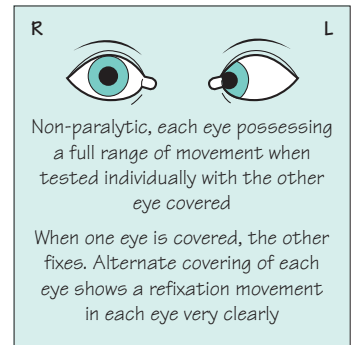 R L
Non-paralytic, each eye possessing
a full range of movement when
tested individually with the other
eye covered
When one eye is covered, the other
fixes. Alternate covering of each
eye shows a refixation movement
in each eye very clearly